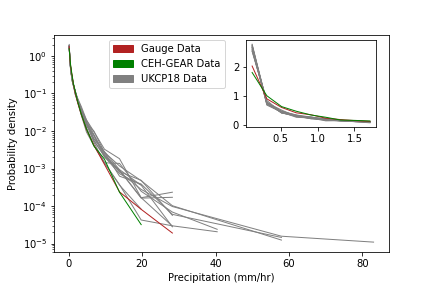 Gauge Data
CEH-GEAR Data
UKCP18 Data
2
1
0
0.5 1.0 1.5
10⁰
10⁻¹
10⁻²
10⁻³
10⁻⁴
10⁻⁵
Probability density
0 20 40 60 80
Precipitation (mm/hr)